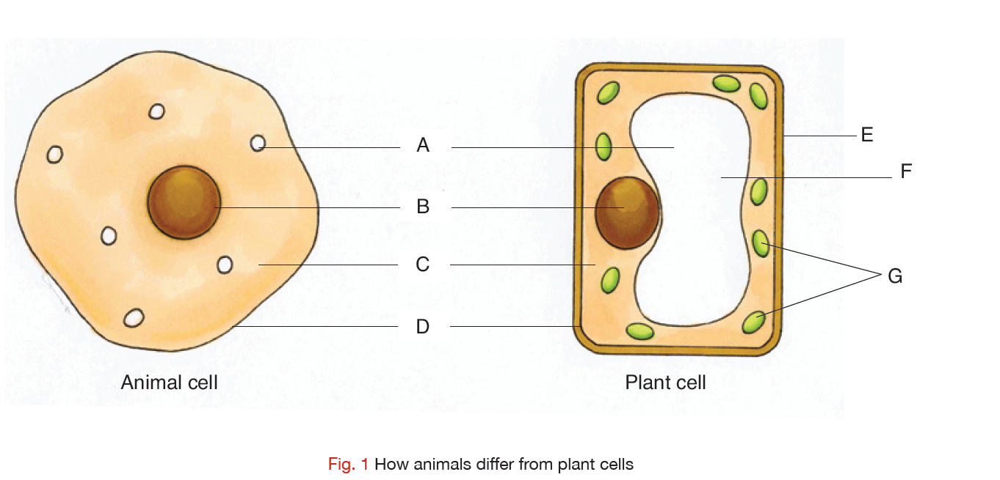 A
E
F
B
C
G
D
Animal cell
Plant cell
Fig. 1 How animals differ from plant cells